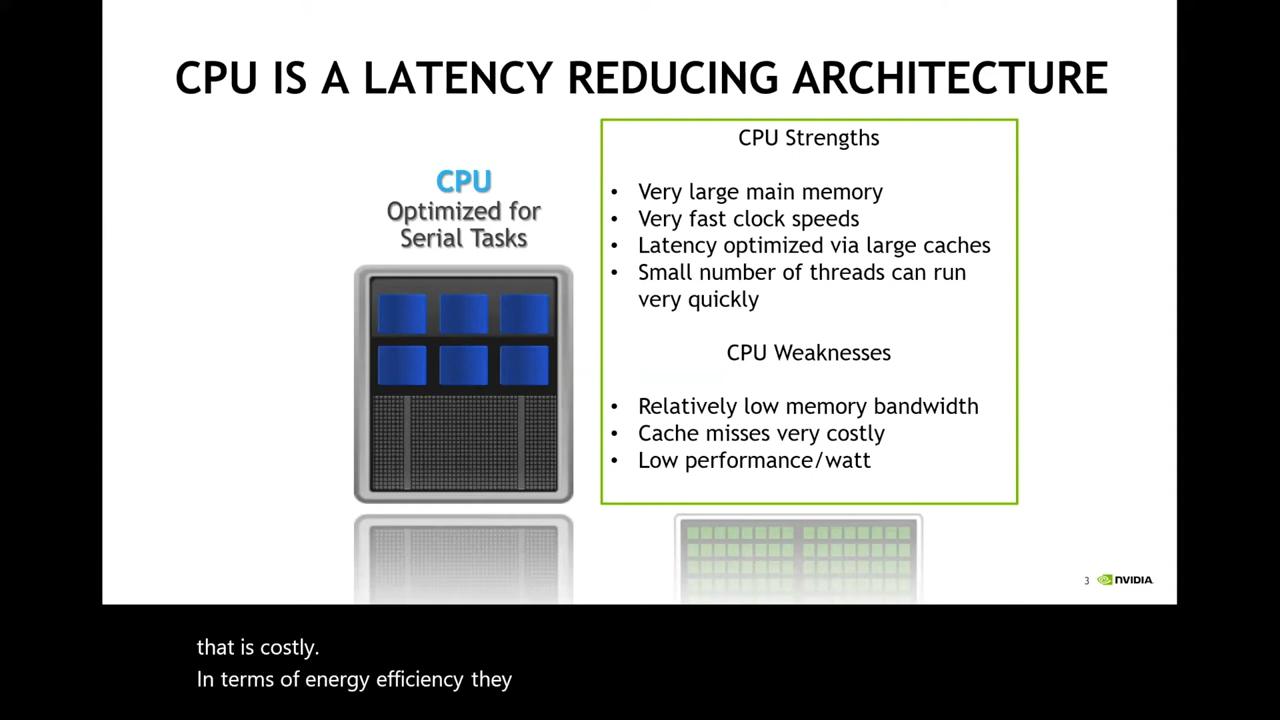 CPU IS A LATENCY REDUCING ARCHITECTURE
CPU
Optimized for
Serial Tasks
CPU Strengths
• Very large main memory
• Very fast clock speeds
• Latency optimized via large caches
• Small number of threads can run
very quickly
CPU Weaknesses
• Relatively low memory bandwidth
• Cache misses very costly
• Low performance/watt
3 NVIDIA.
that is costly.
In terms of energy efficiency they